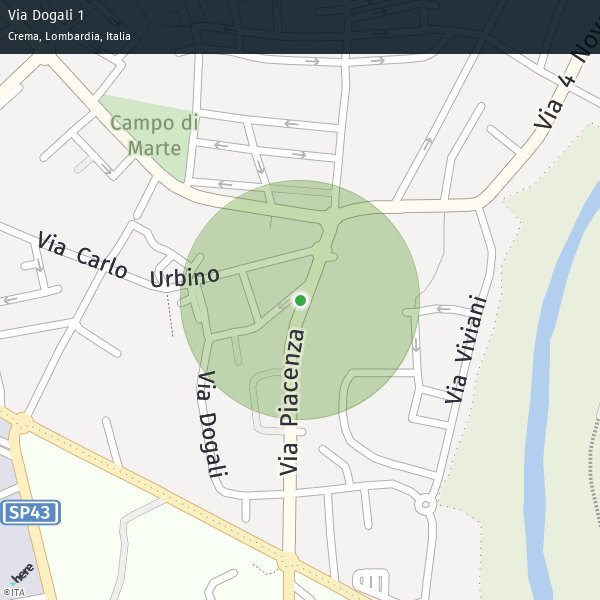 Via Dogali 1
Crema, Lombardia, Italia
Via 4 Nov
Campo di
Marte
Via Carlo Urbino
Via Viviani
Via Piacenza
Via Dogali
SP43
here
©ITA